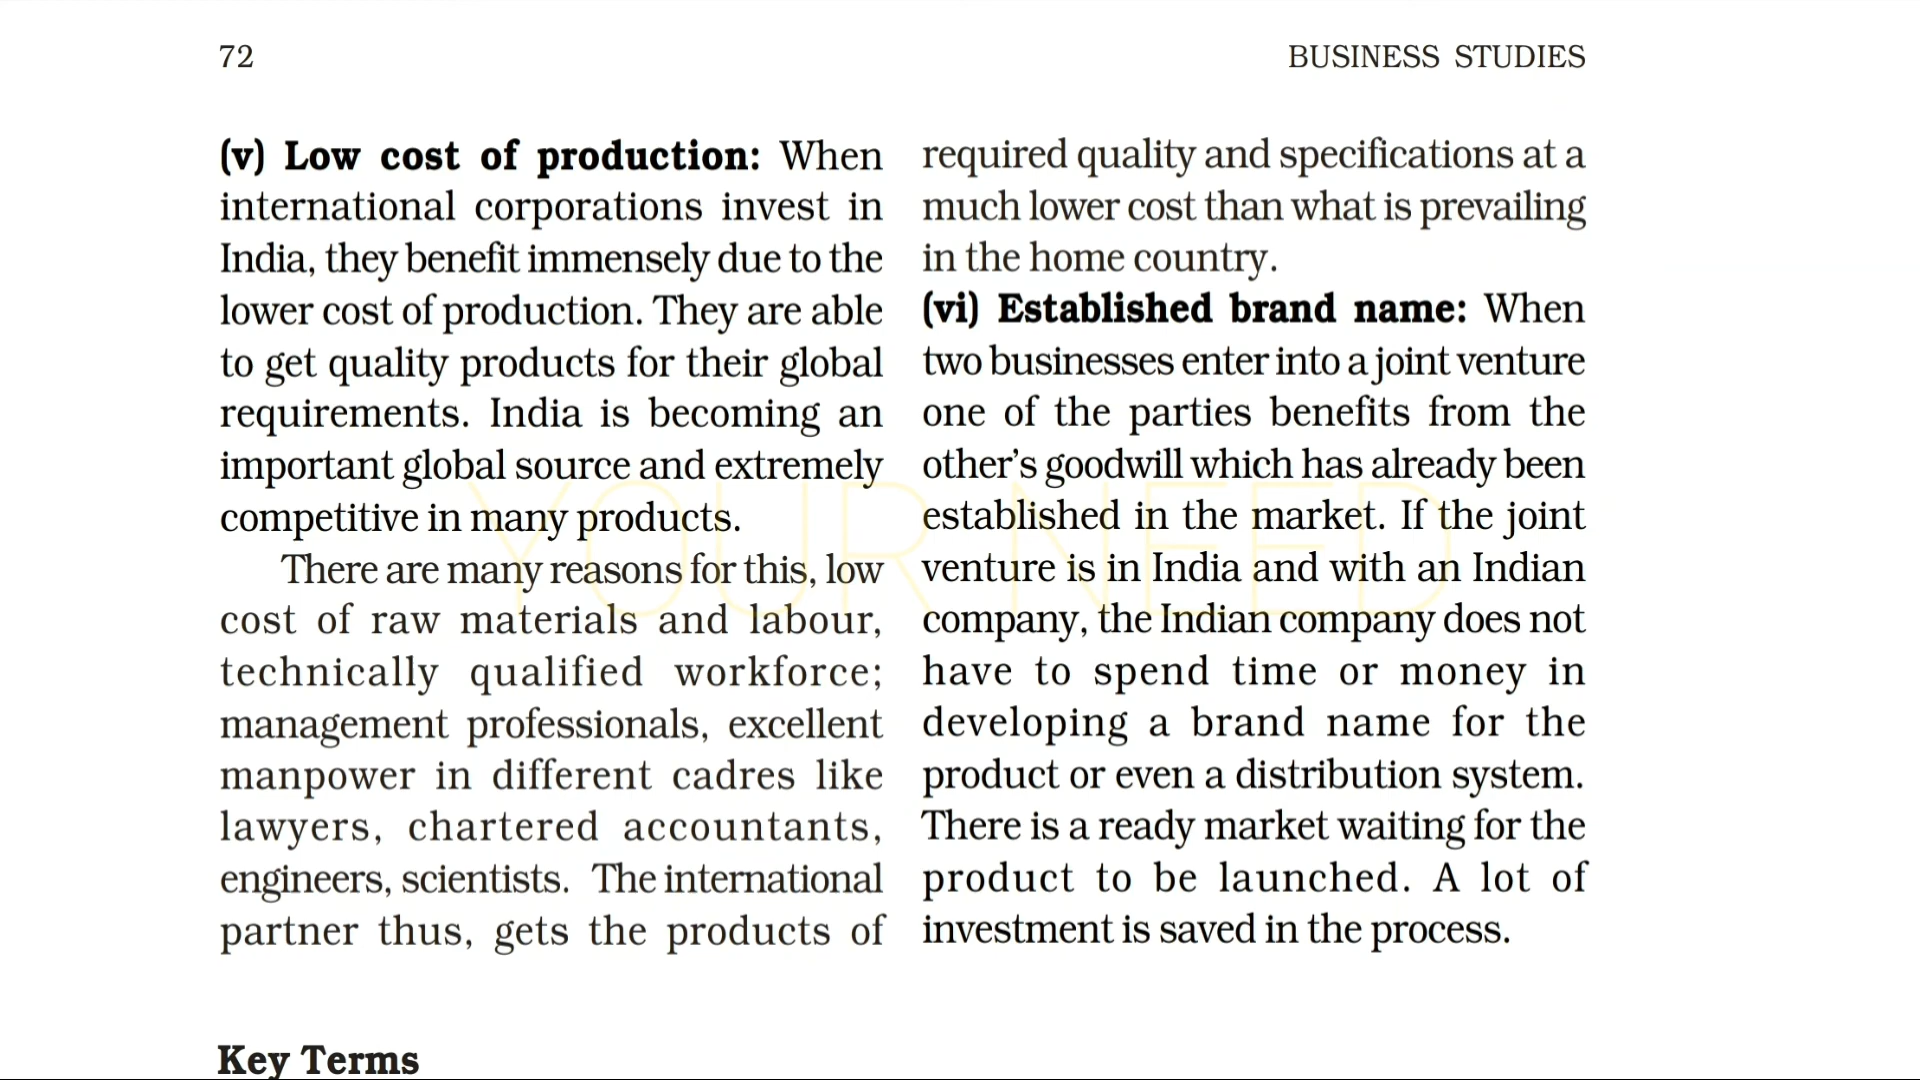 72
BUSINESS STUDIES
(v) Low cost of production: When
international corporations invest in
India, they benefit immensely due to the
lower cost of production. They are able
to get quality products for their global
requirements. India is becoming an
important global source and extremely
competitive in many products.
There are many reasons for this, low
cost of raw materials and labour,
technically qualified workforce;
management professionals, excellent
manpower in different cadres like
lawyers, chartered accountants,
engineers, scientists. The international
partner thus, gets the products of
required quality and specifications at a
much lower cost than what is prevailing
in the home country.
(vi) Established brand name: When
two businesses enter into a joint venture
one of the parties benefits from the
other's goodwill which has already been
established in the market. If the joint
venture is in India and with an Indian
company, the Indian company does not
have to spend time or money in
developing a brand name for the
product or even a distribution system.
There is a ready market waiting for the
product to be launched. A lot of
investment is saved in the process.
Key Terms
YOUR NEED